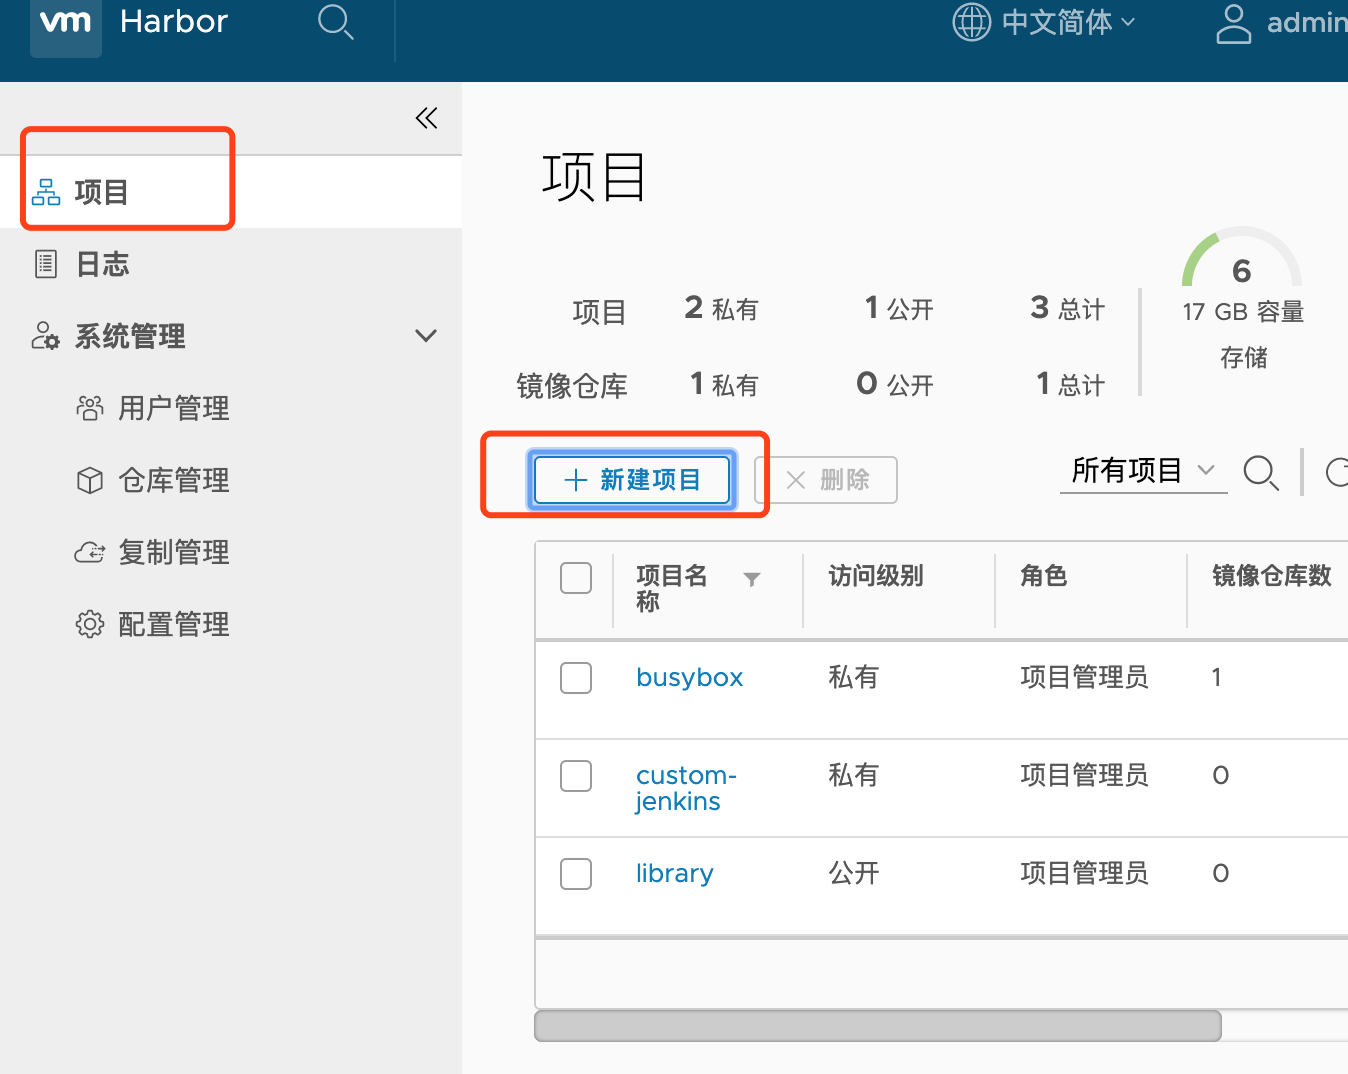 vm Harbor 中文简体 admin
项目
日志
系统管理
用户管理
仓库管理
复制管理
配置管理
项目
项目 2 私有 1 公开 3 总计
镜像仓库 1 私有 0 公开 1 总计
6
17 GB 容量
存储
新建项目 删除 所有项目
项目名称 访问级别 角色 镜像仓库数
busybox 私有 项目管理员 1
custom-jenkins 私有 项目管理员 0
library 公开 项目管理员 0